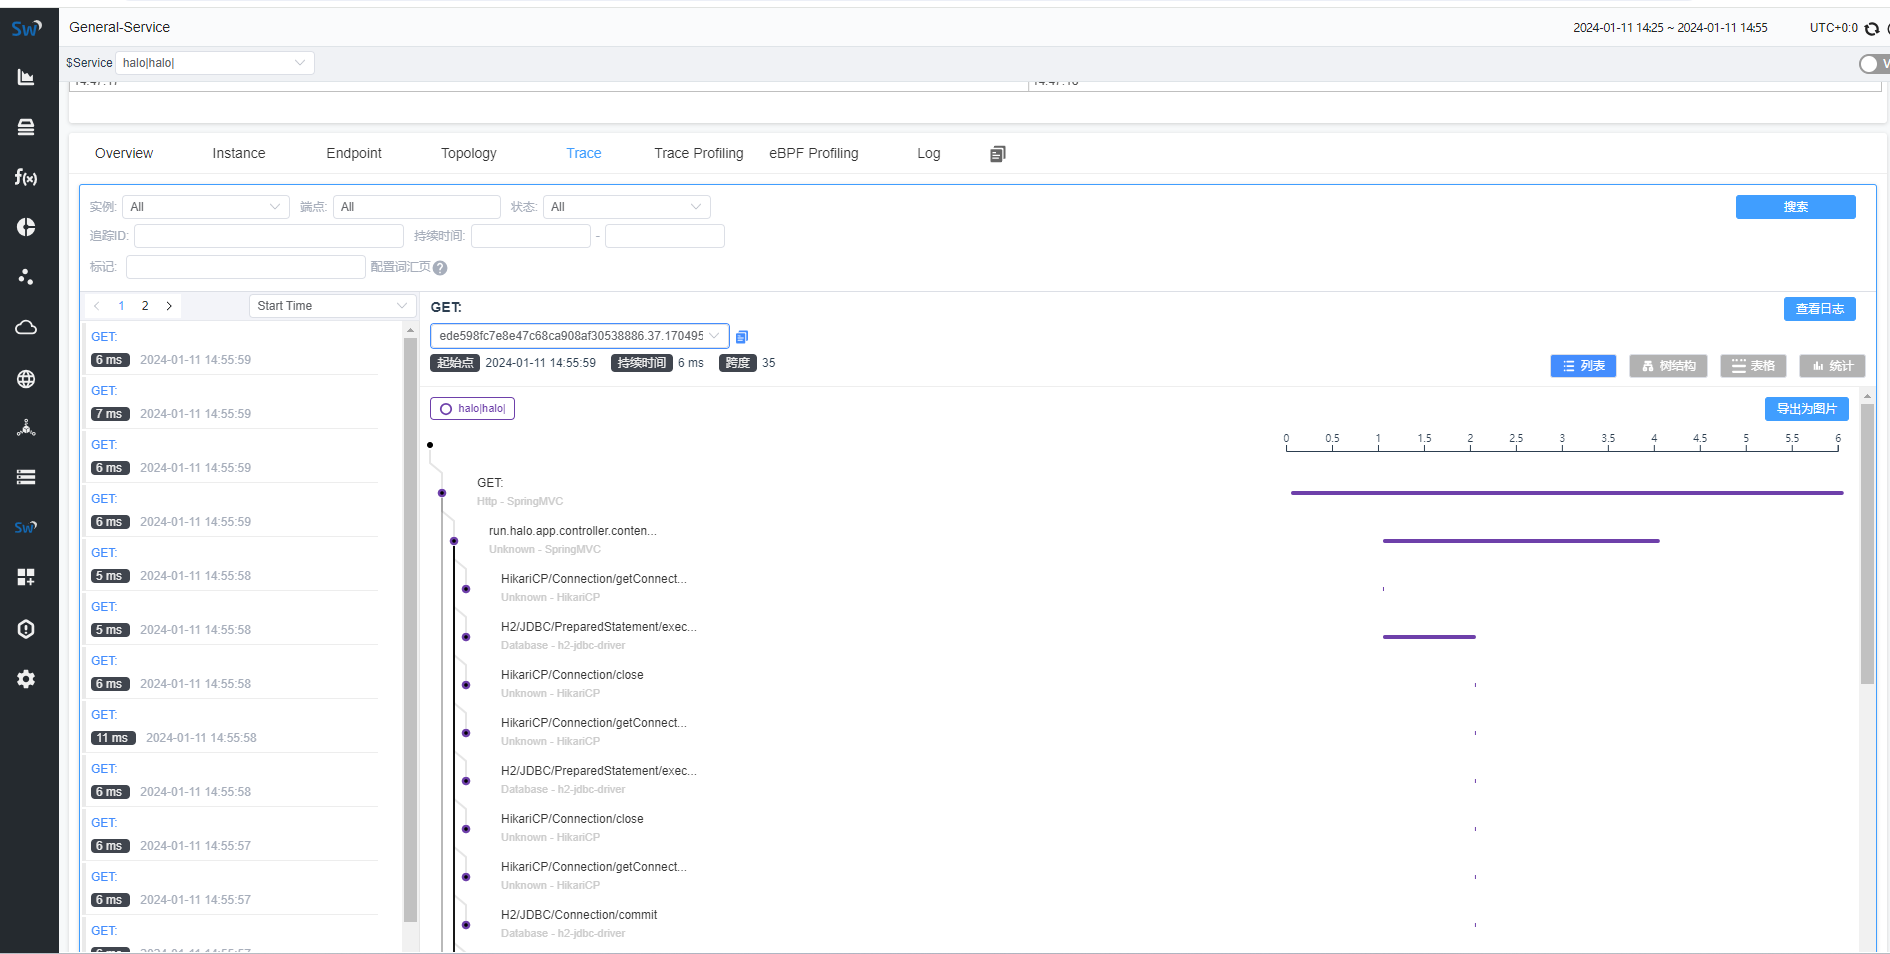 Sw
General-Service
2024-01-11 14:25 ~ 2024-01-11 14:55
UTC+0:0
$Service
halo|halo|
V
14:47:17
Overview
Instance
Endpoint
Topology
Trace
Trace Profiling
eBPF Profiling
Log
f(x)
实例:
All
端点:
All
状态:
All
搜索
追踪ID:
持续时间:
-
标记:
配置词汇页
?
1
2
Start Time
GET:
6 ms
2024-01-11 14:55:59
GET:
7 ms
2024-01-11 14:55:59
GET:
6 ms
2024-01-11 14:55:59
GET:
6 ms
2024-01-11 14:55:59
GET:
5 ms
2024-01-11 14:55:58
GET:
5 ms
2024-01-11 14:55:58
GET:
6 ms
2024-01-11 14:55:58
GET:
11 ms
2024-01-11 14:55:58
GET:
6 ms
2024-01-11 14:55:58
GET:
6 ms
2024-01-11 14:55:57
GET:
6 ms
2024-01-11 14:55:57
GET:
6 ms
2024-01-11 14:55:57
Sw
GET:
查看日志
ede598fc7e8e47c68ca908af30538886.37.170495
起始点
2024-01-11 14:55:59
持续时间
6 ms
跨度
35
列表
树结构
表格
统计
halo|halo|
导出为图片
0 0.5 1 1.5 2 2.5 3 3.5 4 4.5 5 5.5 6
GET:
Http - SpringMVC
run.halo.app.controller.conten...
Unknown - SpringMVC
HikariCP/Connection/getConnect...
Unknown - HikariCP
H2/JDBC/PreparedStatement/exec...
Database - h2-jdbc-driver
HikariCP/Connection/close
Unknown - HikariCP
HikariCP/Connection/getConnect...
Unknown - HikariCP
H2/JDBC/PreparedStatement/exec...
Database - h2-jdbc-driver
HikariCP/Connection/close
Unknown - HikariCP
HikariCP/Connection/getConnect...
Unknown - HikariCP
H2/JDBC/Connection/commit
Database - h2-jdbc-driver